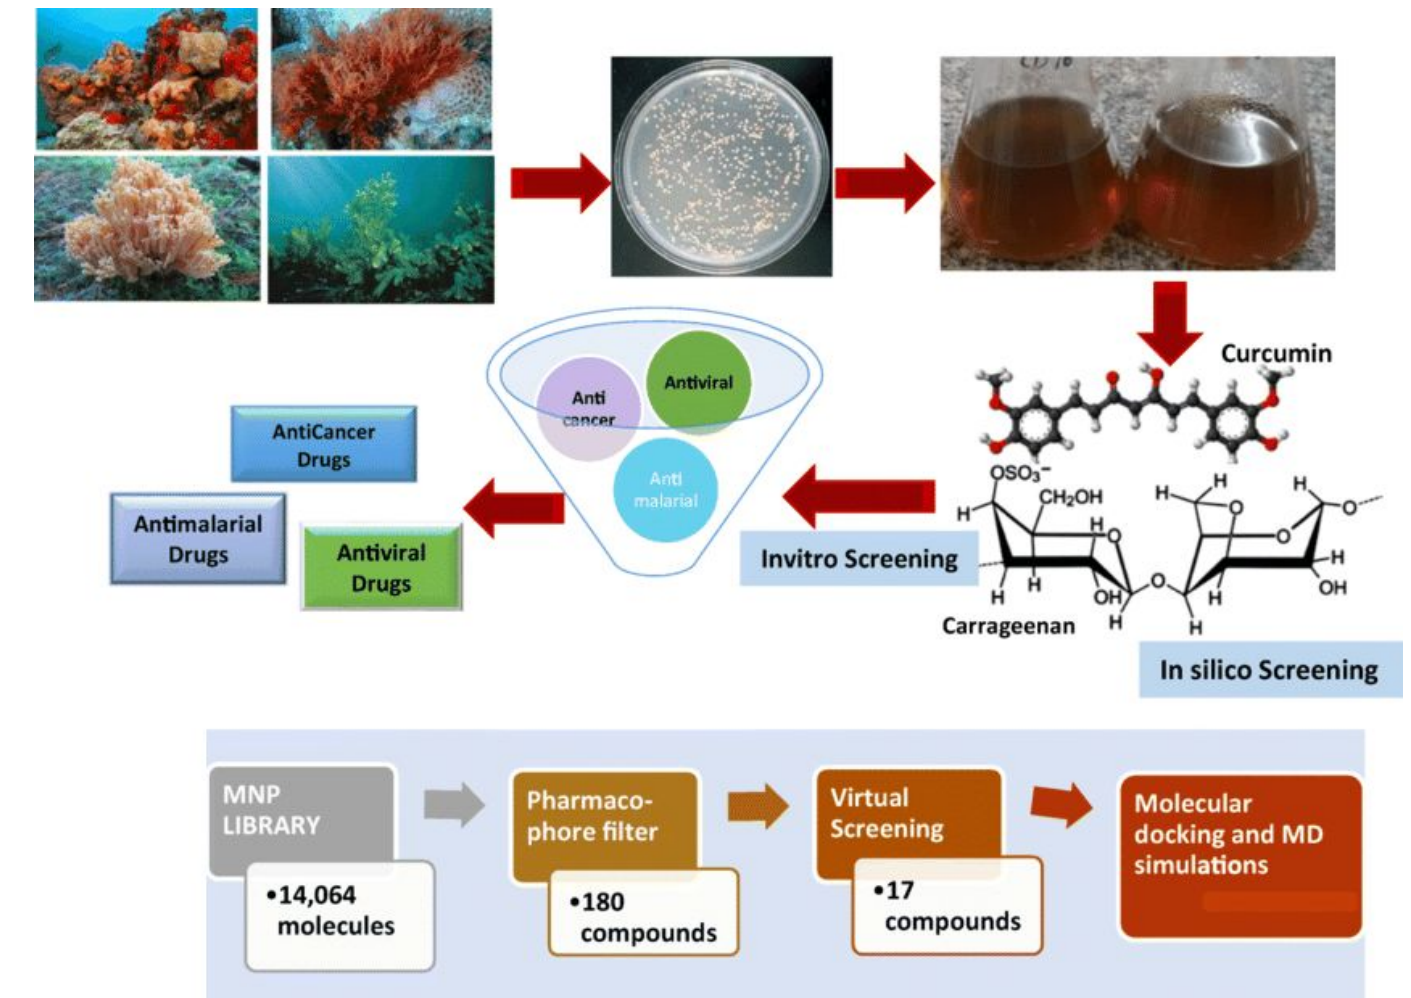 Curcumin
OSO₃⁻
CH₂OH
H
H
O
H
H
OH
H
H
O
H
H
O
O
H
O
H
OH
H
H
Carrageenan
In silico Screening
Invitro Screening
Anti
cancer
Antiviral
Anti
malarial
AntiCancer
Drugs
Antimalarial
Drugs
Antiviral
Drugs
MNP
LIBRARY
•14,064
molecules
Pharmaco-
phore filter
•180
compounds
Virtual
Screening
•17
compounds
Molecular
docking and MD
simulations